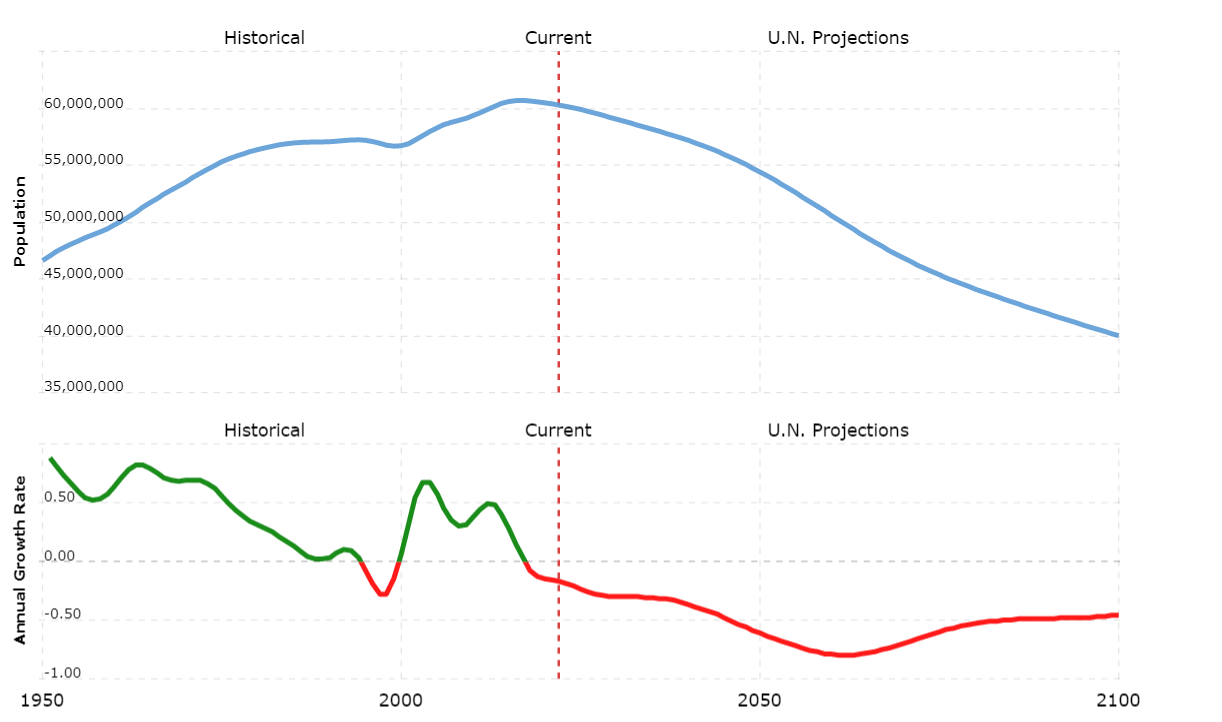 Historical Current U.N. Projections
Population
60,000,000
55,000,000
50,000,000
45,000,000
40,000,000
35,000,000
Historical Current U.N. Projections
Annual Growth Rate
0.50
0.00
-0.50
-1.00
1950 2000 2050 2100